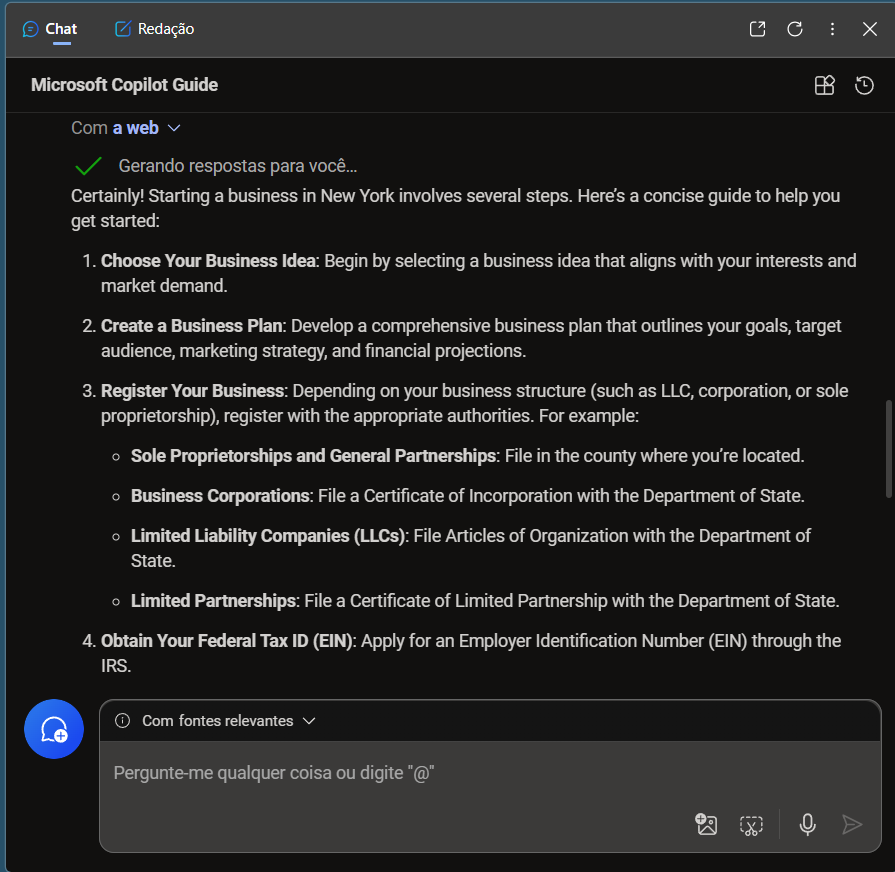 Chat
Redação
Microsoft Copilot Guide
Com a web
Gerando respostas para você...
Certainly! Starting a business in New York involves several steps. Here’s a concise guide to help you
get started:
1. Choose Your Business Idea: Begin by selecting a business idea that aligns with your interests and
market demand.
2. Create a Business Plan: Develop a comprehensive business plan that outlines your goals, target
audience, marketing strategy, and financial projections.
3. Register Your Business: Depending on your business structure (such as LLC, corporation, or sole
proprietorship), register with the appropriate authorities. For example:
◦ Sole Proprietorships and General Partnerships: File in the county where you’re located.
◦ Business Corporations: File a Certificate of Incorporation with the Department of State.
◦ Limited Liability Companies (LLCs): File Articles of Organization with the Department of
State.
◦ Limited Partnerships: File a Certificate of Limited Partnership with the Department of State.
4. Obtain Your Federal Tax ID (EIN): Apply for an Employer Identification Number (EIN) through the
IRS.
Com fontes relevantes
Pergunte-me qualquer coisa ou digite "@"